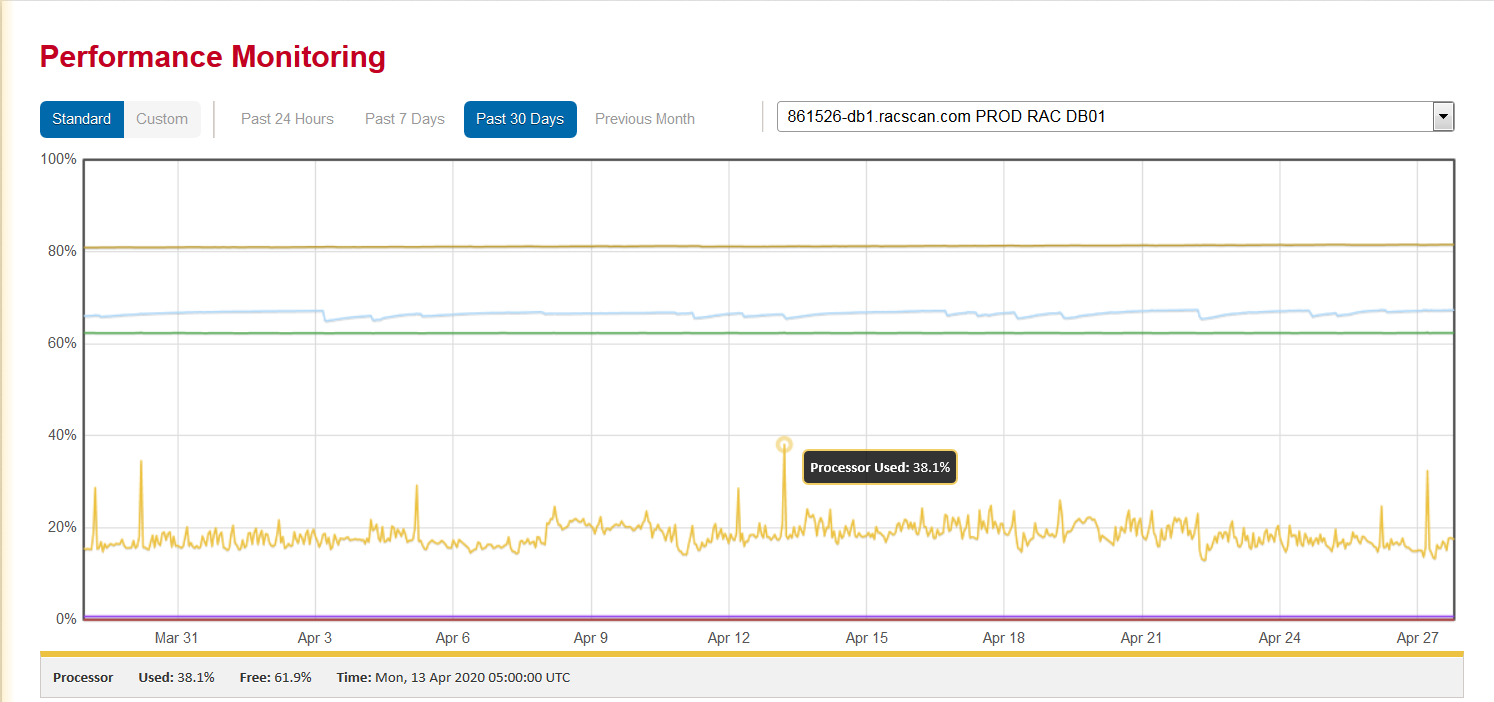 Performance Monitoring
Standard Custom Past 24 Hours Past 7 Days Past 30 Days Previous Month 861526-db1.racscan.com PROD RAC DB01
100%
80%
60%
40%
Processor Used: 38.1%
20%
0%
Mar 31 Apr 3 Apr 6 Apr 9 Apr 12 Apr 15 Apr 18 Apr 21 Apr 24 Apr 27
Processor Used: 38.1% Free: 61.9% Time: Mon, 13 Apr 2020 05:00:00 UTC